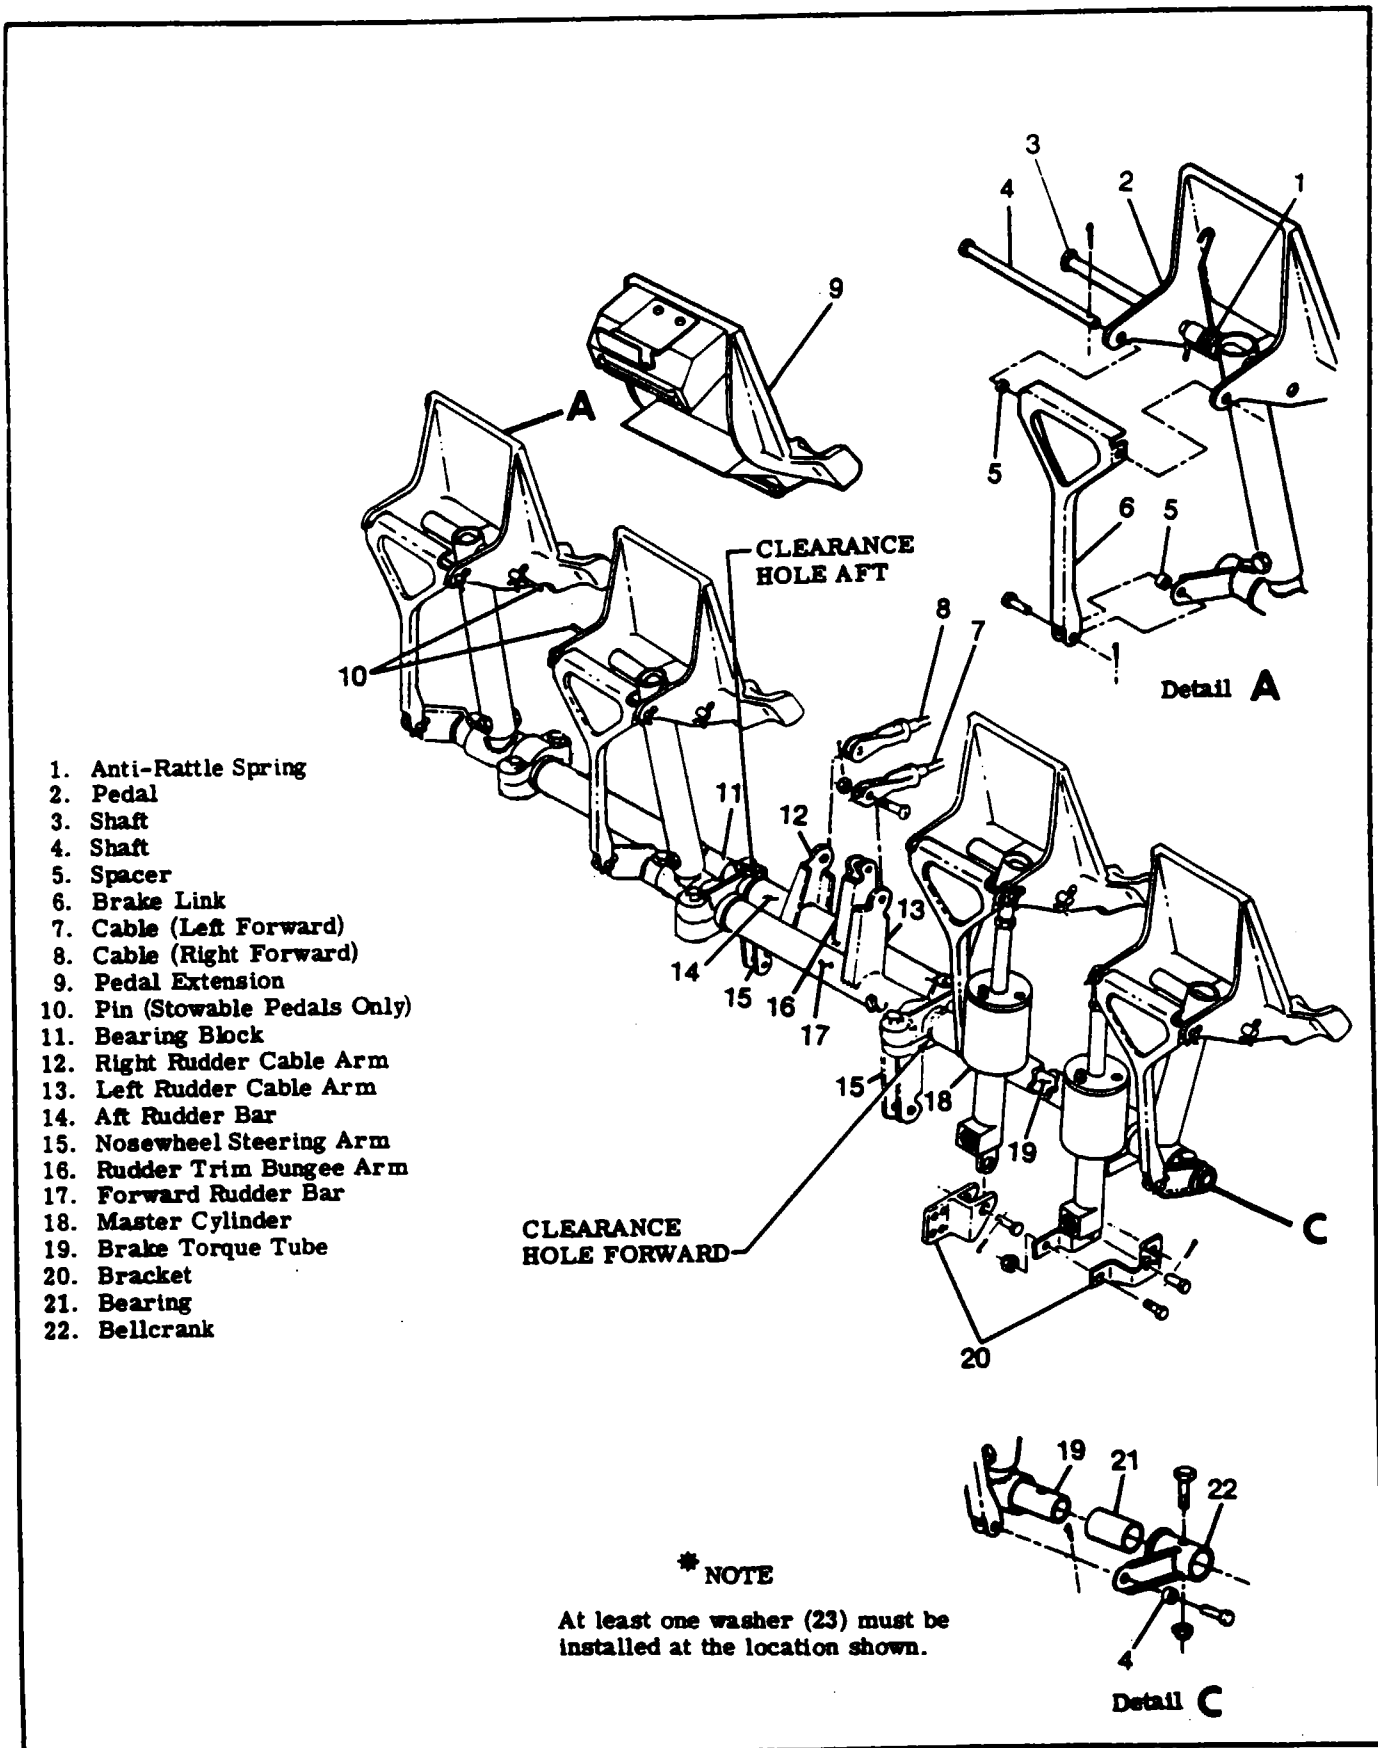 3
4
2
1
9
A
5
6
5
CLEARANCE
HOLE AFT
8
7
10
Detail A
1. Anti-Rattle Spring
2. Pedal
3. Shaft
4. Shaft
5. Spacer
6. Brake Link
7. Cable (Left Forward)
8. Cable (Right Forward)
9. Pedal Extension
10. Pin (Stowable Pedals Only)
11. Bearing Block
12. Right Rudder Cable Arm
13. Left Rudder Cable Arm
14. Aft Rudder Bar
15. Nosewheel Steering Arm
16. Rudder Trim Bungee Arm
17. Forward Rudder Bar
18. Master Cylinder
19. Brake Torque Tube
20. Bracket
21. Bearing
22. Bellcrank
11
12
13
14
15
16
17
15
18
19
CLEARANCE
HOLE FORWARD
C
20
19
21
22
4
Detail C
* NOTE
At least one washer (23) must be
installed at the location shown.